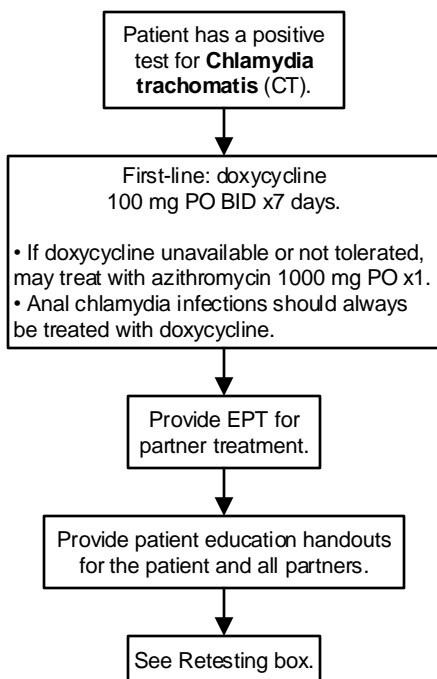 Patient has a positive
test for Chlamydia
trachomatis (CT).
First-line: doxycycline
100 mg PO BID x7 days.
• If doxycycline unavailable or not tolerated,
may treat with azithromycin 1000 mg PO x1.
• Anal chlamydia infections should always
be treated with doxycycline.
Provide EPT for
partner treatment.
Provide patient education handouts
for the patient and all partners.
See Retesting box.